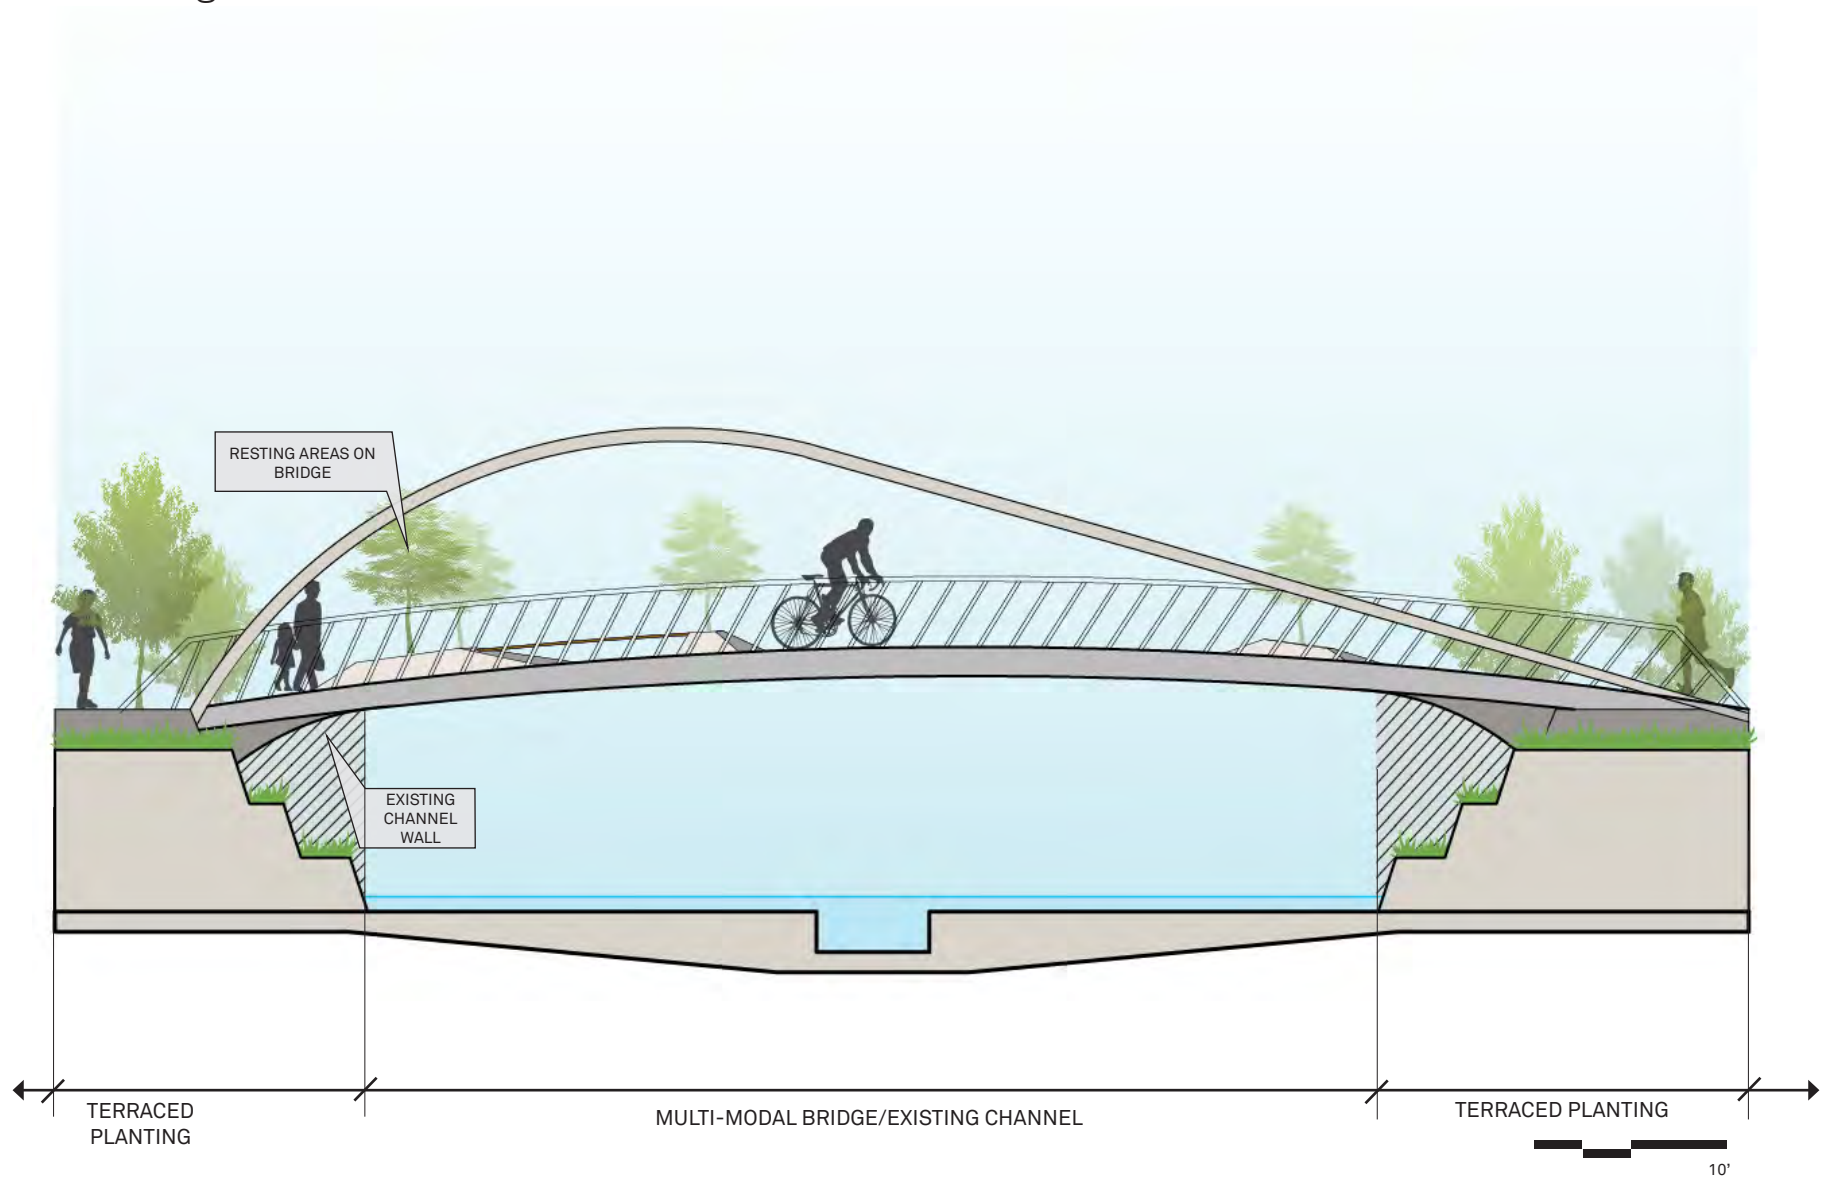 RESTING AREAS ON
BRIDGE
EXISTING
CHANNEL
WALL
TERRACED
PLANTING
MULTI-MODAL BRIDGE/EXISTING CHANNEL
TERRACED PLANTING
10’